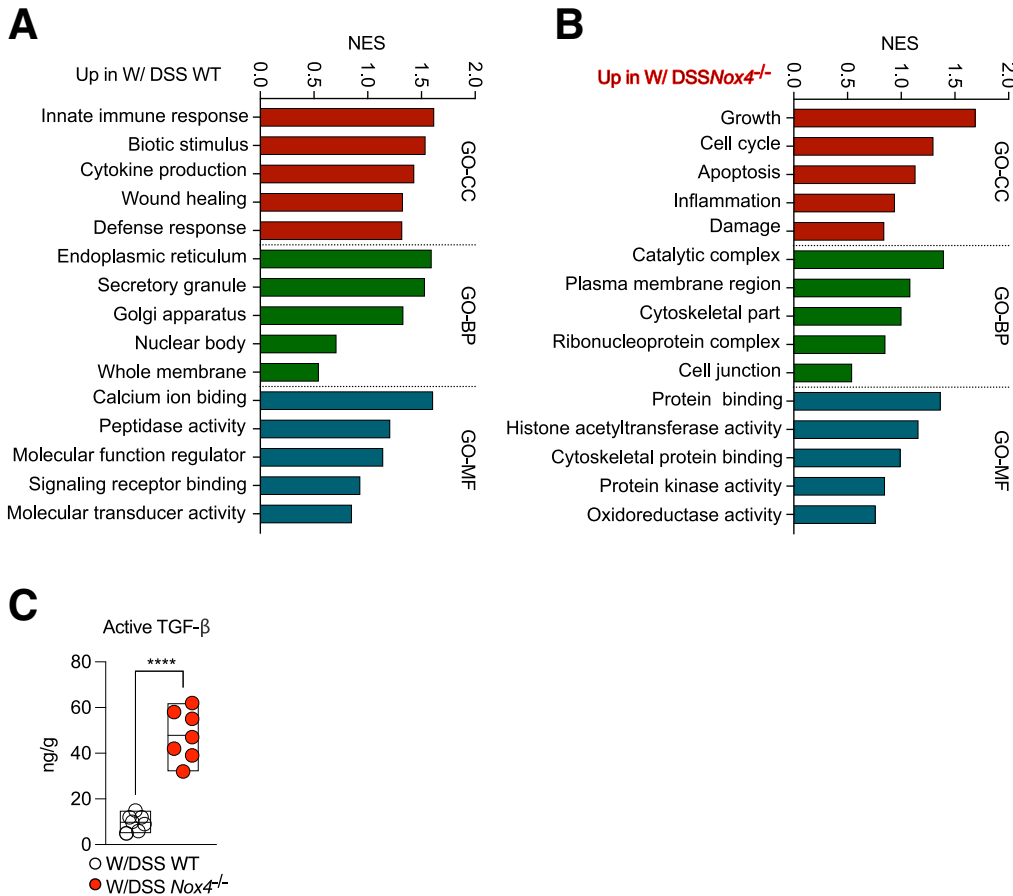 A
NES
Up in W/ DSS WT
0.0
0.5
1.0
1.5
2.0
Innate immune response
Biotic stimulus
Cytokine production
Wound healing
Defense response
GO-CC
Endoplasmic reticulum
Secretory granule
Golgi apparatus
Nuclear body
Whole membrane
GO-BP
Calcium ion biding
Peptidase activity
Molecular function regulator
Signaling receptor binding
Molecular transducer activity
GO-MF
B
NES
Up in W/ DSSNox4-/-
0.0
0.5
1.0
1.5
2.0
Growth
Cell cycle
Apoptosis
Inflammation
Damage
GO-CC
Catalytic complex
Plasma membrane region
Cytoskeletal part
Ribonucleoprotein complex
Cell junction
GO-BP
Protein binding
Histone acetyltransferase activity
Cytoskeletal protein binding
Protein kinase activity
Oxidoreductase activity
GO-MF
C
Active TGF-β
****
80
60
40
20
0
ng/g
W/DSS WT
W/DSS Nox4-/-